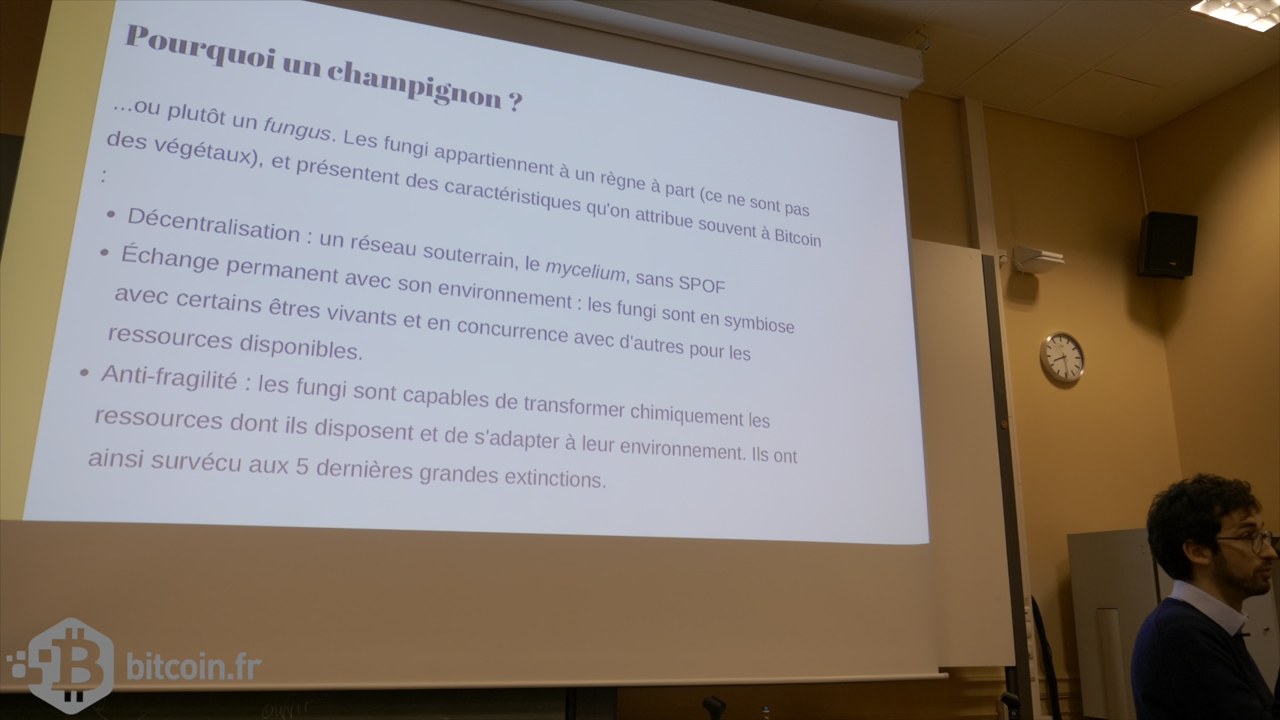 Pourquoi un champignon ?
...ou plutôt un fungus. Les fungi appartiennent à un règne à part (ce ne sont pas
des végétaux), et présentent des caractéristiques qu'on attribue souvent à Bitcoin
:
• Décentralisation : un réseau souterrain, le mycelium, sans SPOF
• Échange permanent avec son environnement : les fungi sont en symbiose
avec certains êtres vivants et en concurrence avec d'autres pour les
ressources disponibles.
• Anti-fragilité : les fungi sont capables de transformer chimiquement les
ressources dont ils disposent et de s'adapter à leur environnement. Ils ont
ainsi survécu aux 5 dernières grandes extinctions.
bitcoin.fr